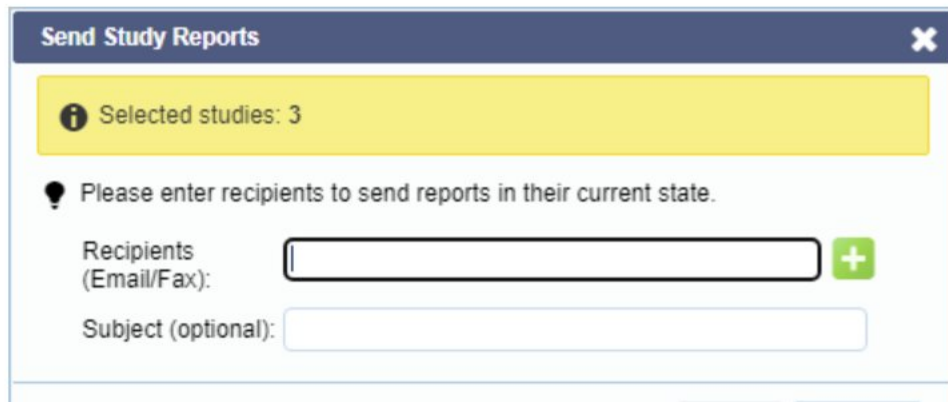 Send Study Reports
Selected studies: 3
Please enter recipients to send reports in their current state.
Recipients
(Email/Fax):
Subject (optional):